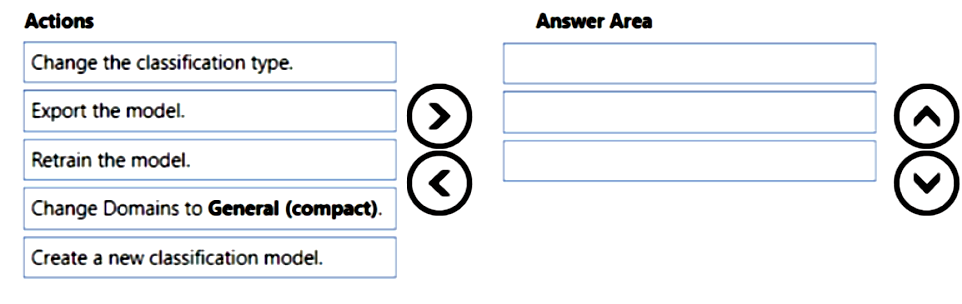 Actions
Answer Area
Change the classification type.
Export the model.
Retrain the model.
Change Domains to General (compact).
Create a new classification model.